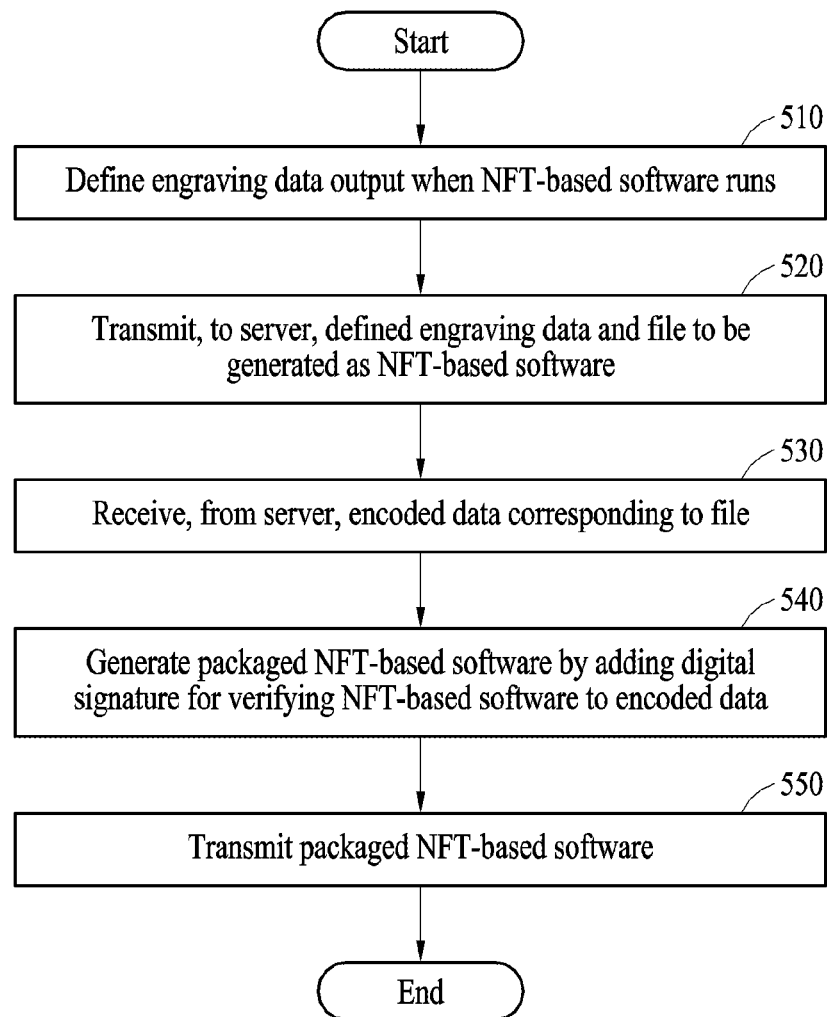 Start
510
Define engraving data output when NFT-based software runs
520
Transmit, to server, defined engraving data and file to be
generated as NFT-based software
530
Receive, from server, encoded data corresponding to file
540
Generate packaged NFT-based software by adding digital
signature for verifying NFT-based software to encoded data
550
Transmit packaged NFT-based software
End